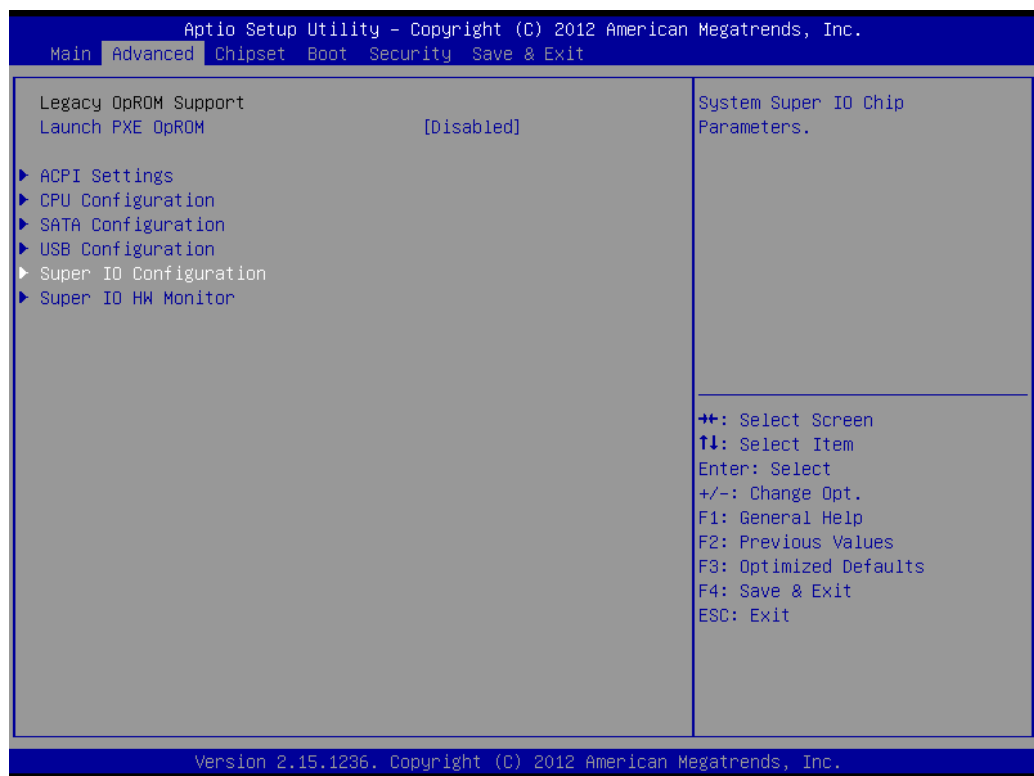 Aptio Setup Utility – Copyright (C) 2012 American Megatrends, Inc.
Main Advanced Chipset Boot Security Save & Exit
Legacy OpROM Support
Launch PXE OpROM [Disabled]
▶ ACPI Settings
▶ CPU Configuration
▶ SATA Configuration
▶ USB Configuration
▶ Super IO Configuration
▶ Super IO HW Monitor
System Super IO Chip
Parameters.
→←: Select Screen
↑↓: Select Item
Enter: Select
+/-: Change Opt.
F1: General Help
F2: Previous Values
F3: Optimized Defaults
F4: Save & Exit
ESC: Exit
Version 2.15.1236. Copyright (C) 2012 American Megatrends, Inc.